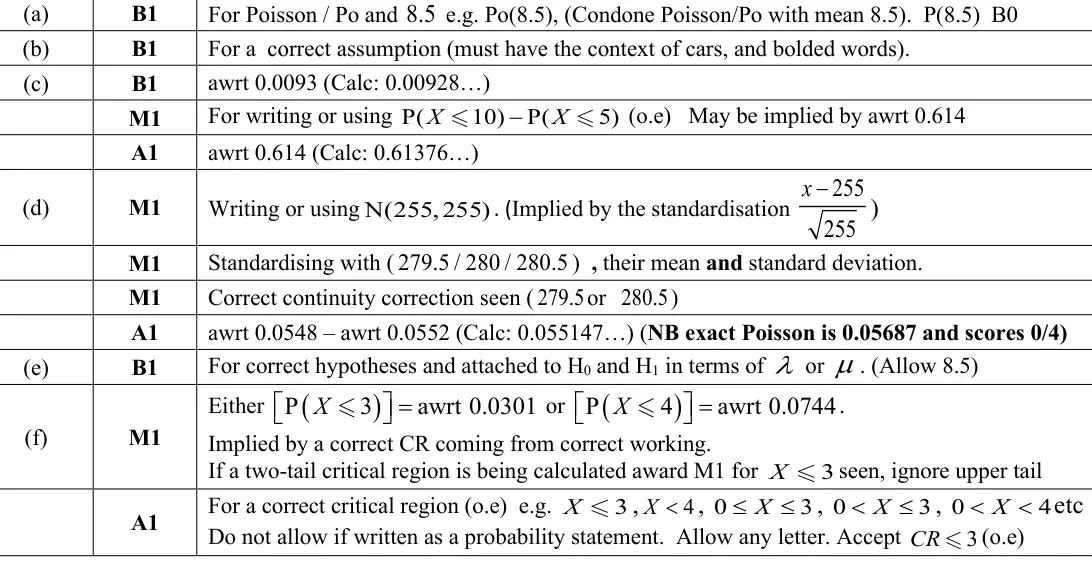 (a) B1 For Poisson / Po and 8.5 e.g. Po(8.5), (Condone Poisson/Po with mean 8.5). P(8.5) B0
(b) B1 For a correct assumption (must have the context of cars, and bolded words).
(c) B1 awrt 0.0093 (Calc: 0.00928…)
M1 For writing or using P(X ⩽ 10) − P(X ⩽ 5) (o.e) May be implied by awrt 0.614
A1 awrt 0.614 (Calc: 0.61376…)
(d) M1 Writing or using N(255, 255). (Implied by the standardisation (x − 255)/√255 )
M1 Standardising with ( 279.5 / 280 / 280.5 ) , their mean and standard deviation.
M1 Correct continuity correction seen ( 279.5 or 280.5 )
A1 awrt 0.0548 – awrt 0.0552 (Calc: 0.055147…) (NB exact Poisson is 0.05687 and scores 0/4)
(e) B1 For correct hypotheses and attached to H₀ and H₁ in terms of λ or μ . (Allow 8.5)
(f) M1 Either [P(X ⩽ 3)] = awrt 0.0301 or [P(X ⩽ 4)] = awrt 0.0744.
Implied by a correct CR coming from correct working.
If a two-tail critical region is being calculated award M1 for X ⩽ 3 seen, ignore upper tail
A1 For a correct critical region (o.e) e.g. X ⩽ 3 , X < 4 , 0 ≤ X ≤ 3 , 0 < X ≤ 3 , 0 < X < 4 etc
Do not allow if written as a probability statement. Allow any letter. Accept CR ⩽ 3 (o.e)